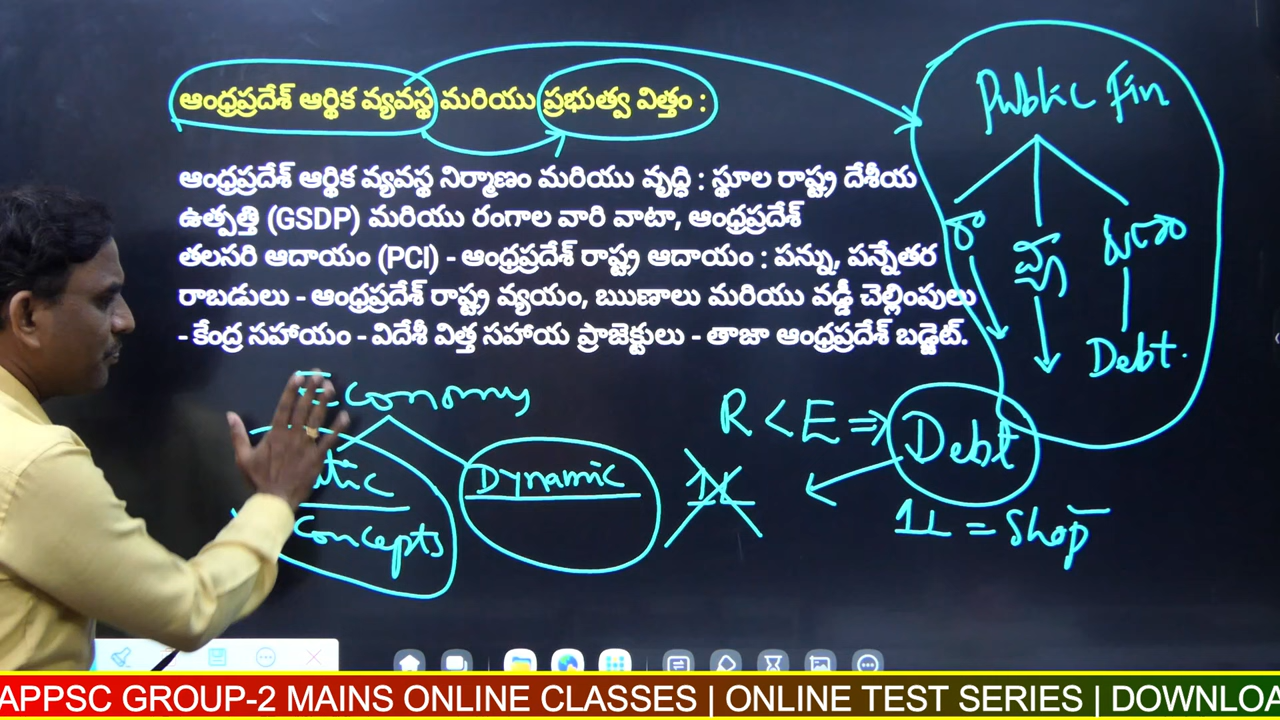 ఆంధ్రప్రదేశ్ ఆర్థిక వ్యవస్థ మరియు ప్రభుత్వ విత్తం :
ఆంధ్రప్రదేశ్ ఆర్థిక వ్యవస్థ నిర్మాణం మరియు వృద్ధి : స్థూల రాష్ట్ర దేశీయ
ఉత్పత్తి (GSDP) మరియు రంగాల వారి వాటా, ఆంధ్రప్రదేశ్
తలసరి ఆదాయం (PCI) - ఆంధ్రప్రదేశ్ రాష్ట్ర ఆదాయం : పన్ను, పన్నేతర
రాబడులు - ఆంధ్రప్రదేశ్ రాష్ట్ర వ్యయం, ఋణాలు మరియు వడ్డీ చెల్లింపులు
- కేంద్ర సహాయం - విదేశీ విత్త సహాయ ప్రాజెక్టులు - తాజా ఆంధ్రప్రదేశ్ బడ్జెట్.
Public Fin
రా
Debt.
Economy
Dynamic
Concepts
R < E ⇒ Debt
1L = Shop
APPSC GROUP-2 MAINS ONLINE CLASSES | ONLINE TEST SERIES |